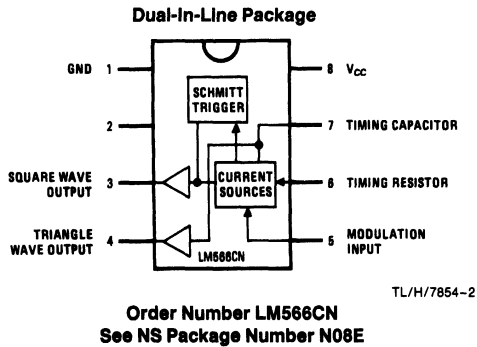 Dual-In-Line Package
GND 1
8 VCC
SCHMITT
TRIGGER
2
7 TIMING CAPACITOR
SQUARE WAVE
OUTPUT
3
CURRENT
SOURCES
6 TIMING RESISTOR
TRIANGLE
WAVE OUTPUT
4
LM566CN
5 MODULATION
INPUT
TL/H/7854-2
Order Number LM566CN
See NS Package Number N08E